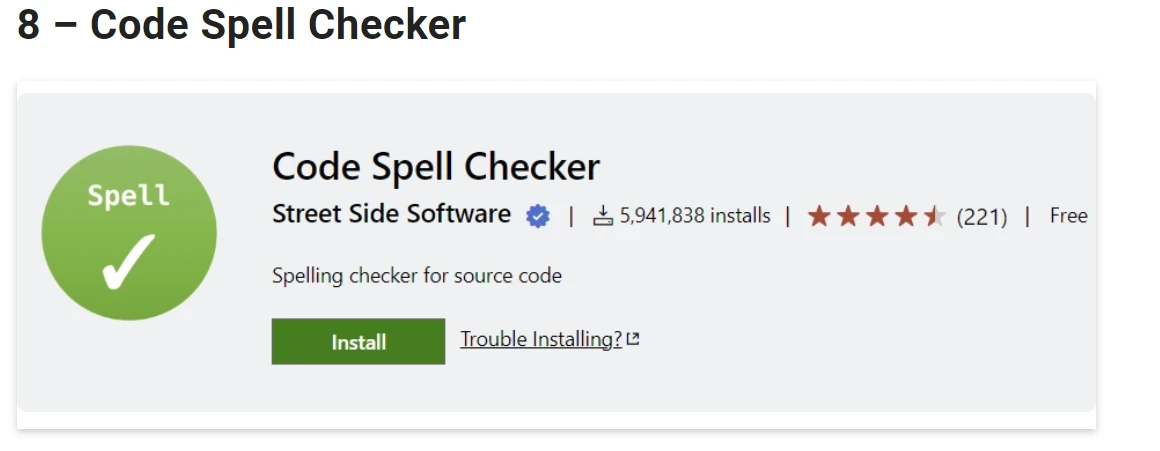 8 – Code Spell Checker
Spell
Code Spell Checker
Street Side Software | 5,941,838 installs | (221) | Free
Spelling checker for source code
Install Trouble Installing?